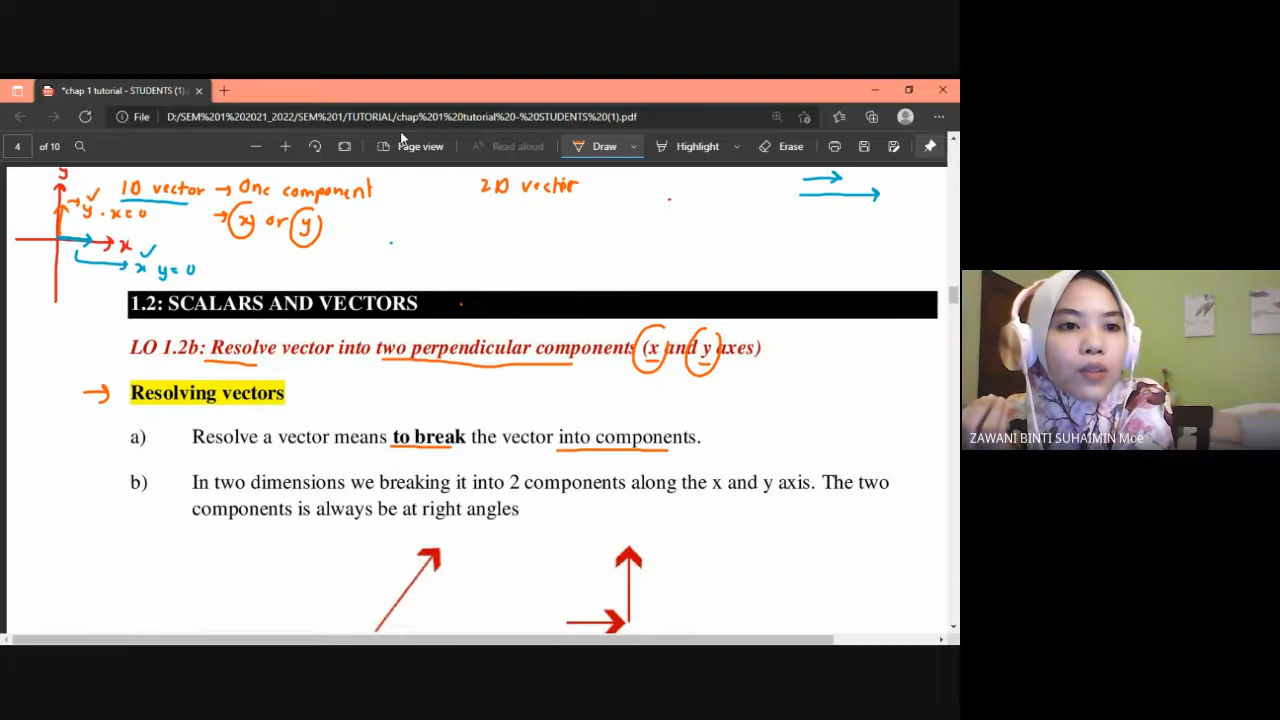 *chap 1 tutorial - STUDENTS (1).
File D:/SEM%201%202021_2022/SEM%201/TUTORIAL/chap%201%20tutorial%20-%20STUDENTS%20(1).pdf
4 of 10 Page view Read aloud Draw Highlight Erase
y
1D vector → One component 2D vector
→ y . x = 0
→ x or y
x
x y = 0
1.2: SCALARS AND VECTORS
LO 1.2b: Resolve vector into two perpendicular components (x and y axes)
→ Resolving vectors
a) Resolve a vector means to break the vector into components.
b) In two dimensions we breaking it into 2 components along the x and y axis. The two
components is always be at right angles
ZAWANI BINTI SUHAIMIN Moe